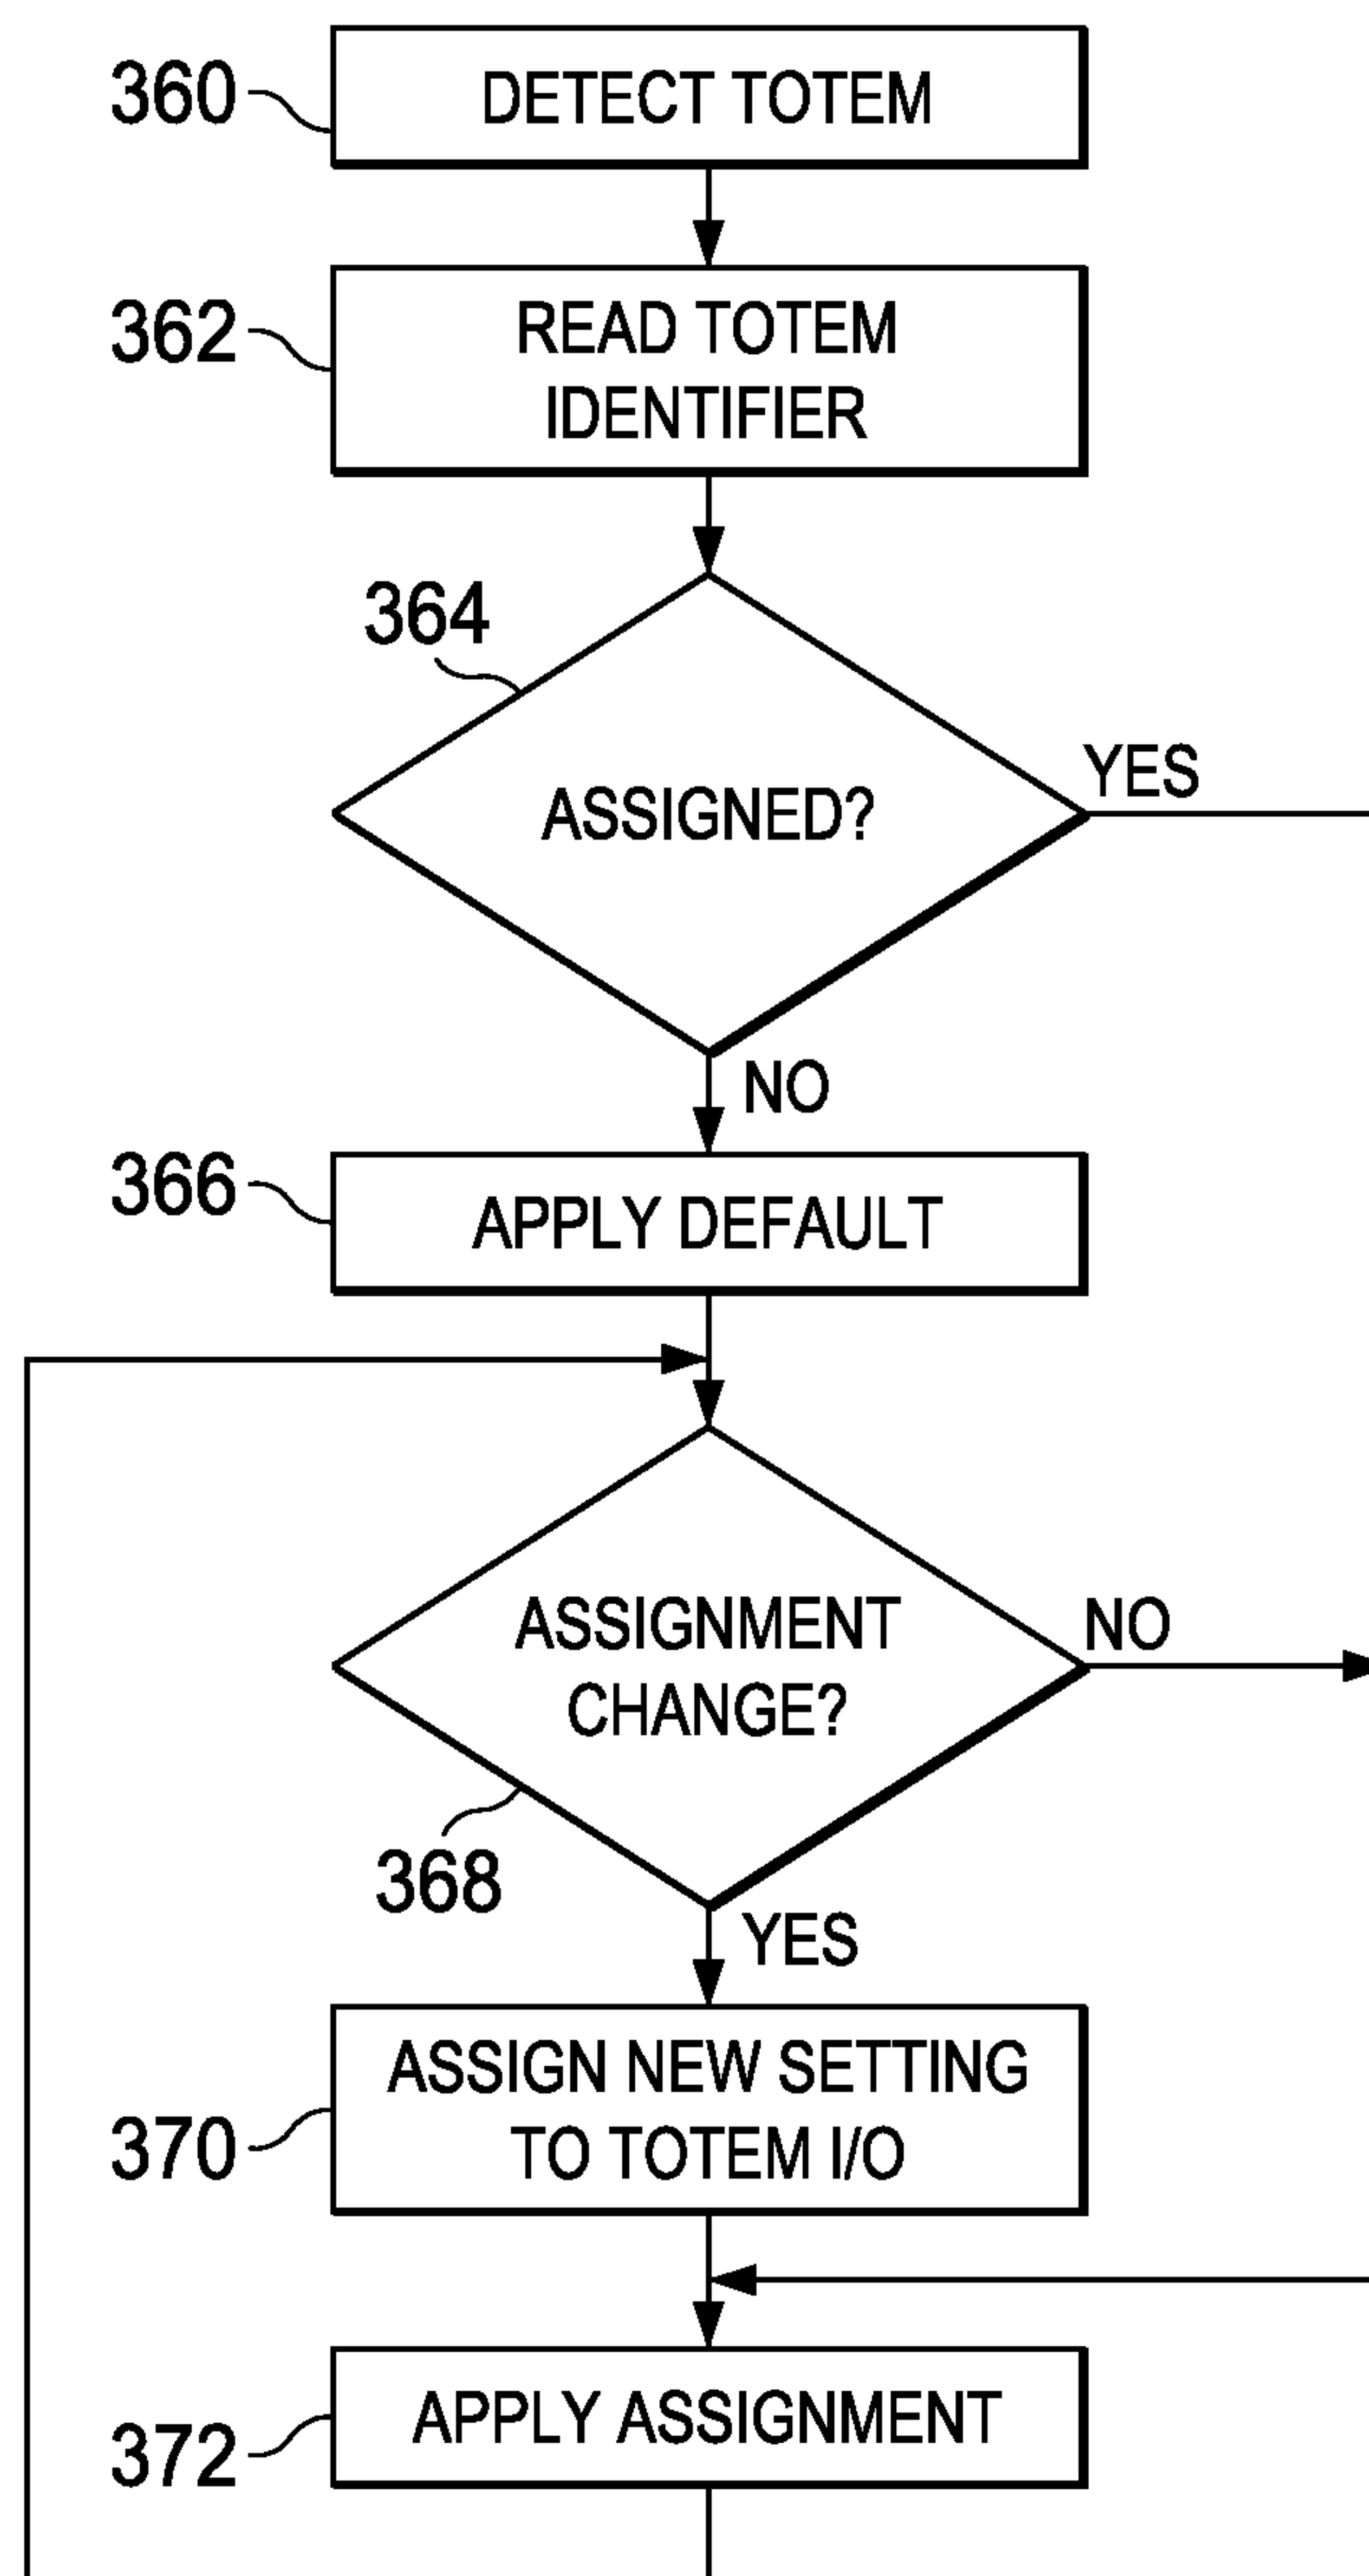 360
DETECT TOTEM
362
READ TOTEM
IDENTIFIER
364
ASSIGNED?
YES
NO
366
APPLY DEFAULT
ASSIGNMENT
CHANGE?
NO
368
YES
370
ASSIGN NEW SETTING
TO TOTEM I/O
372
APPLY ASSIGNMENT